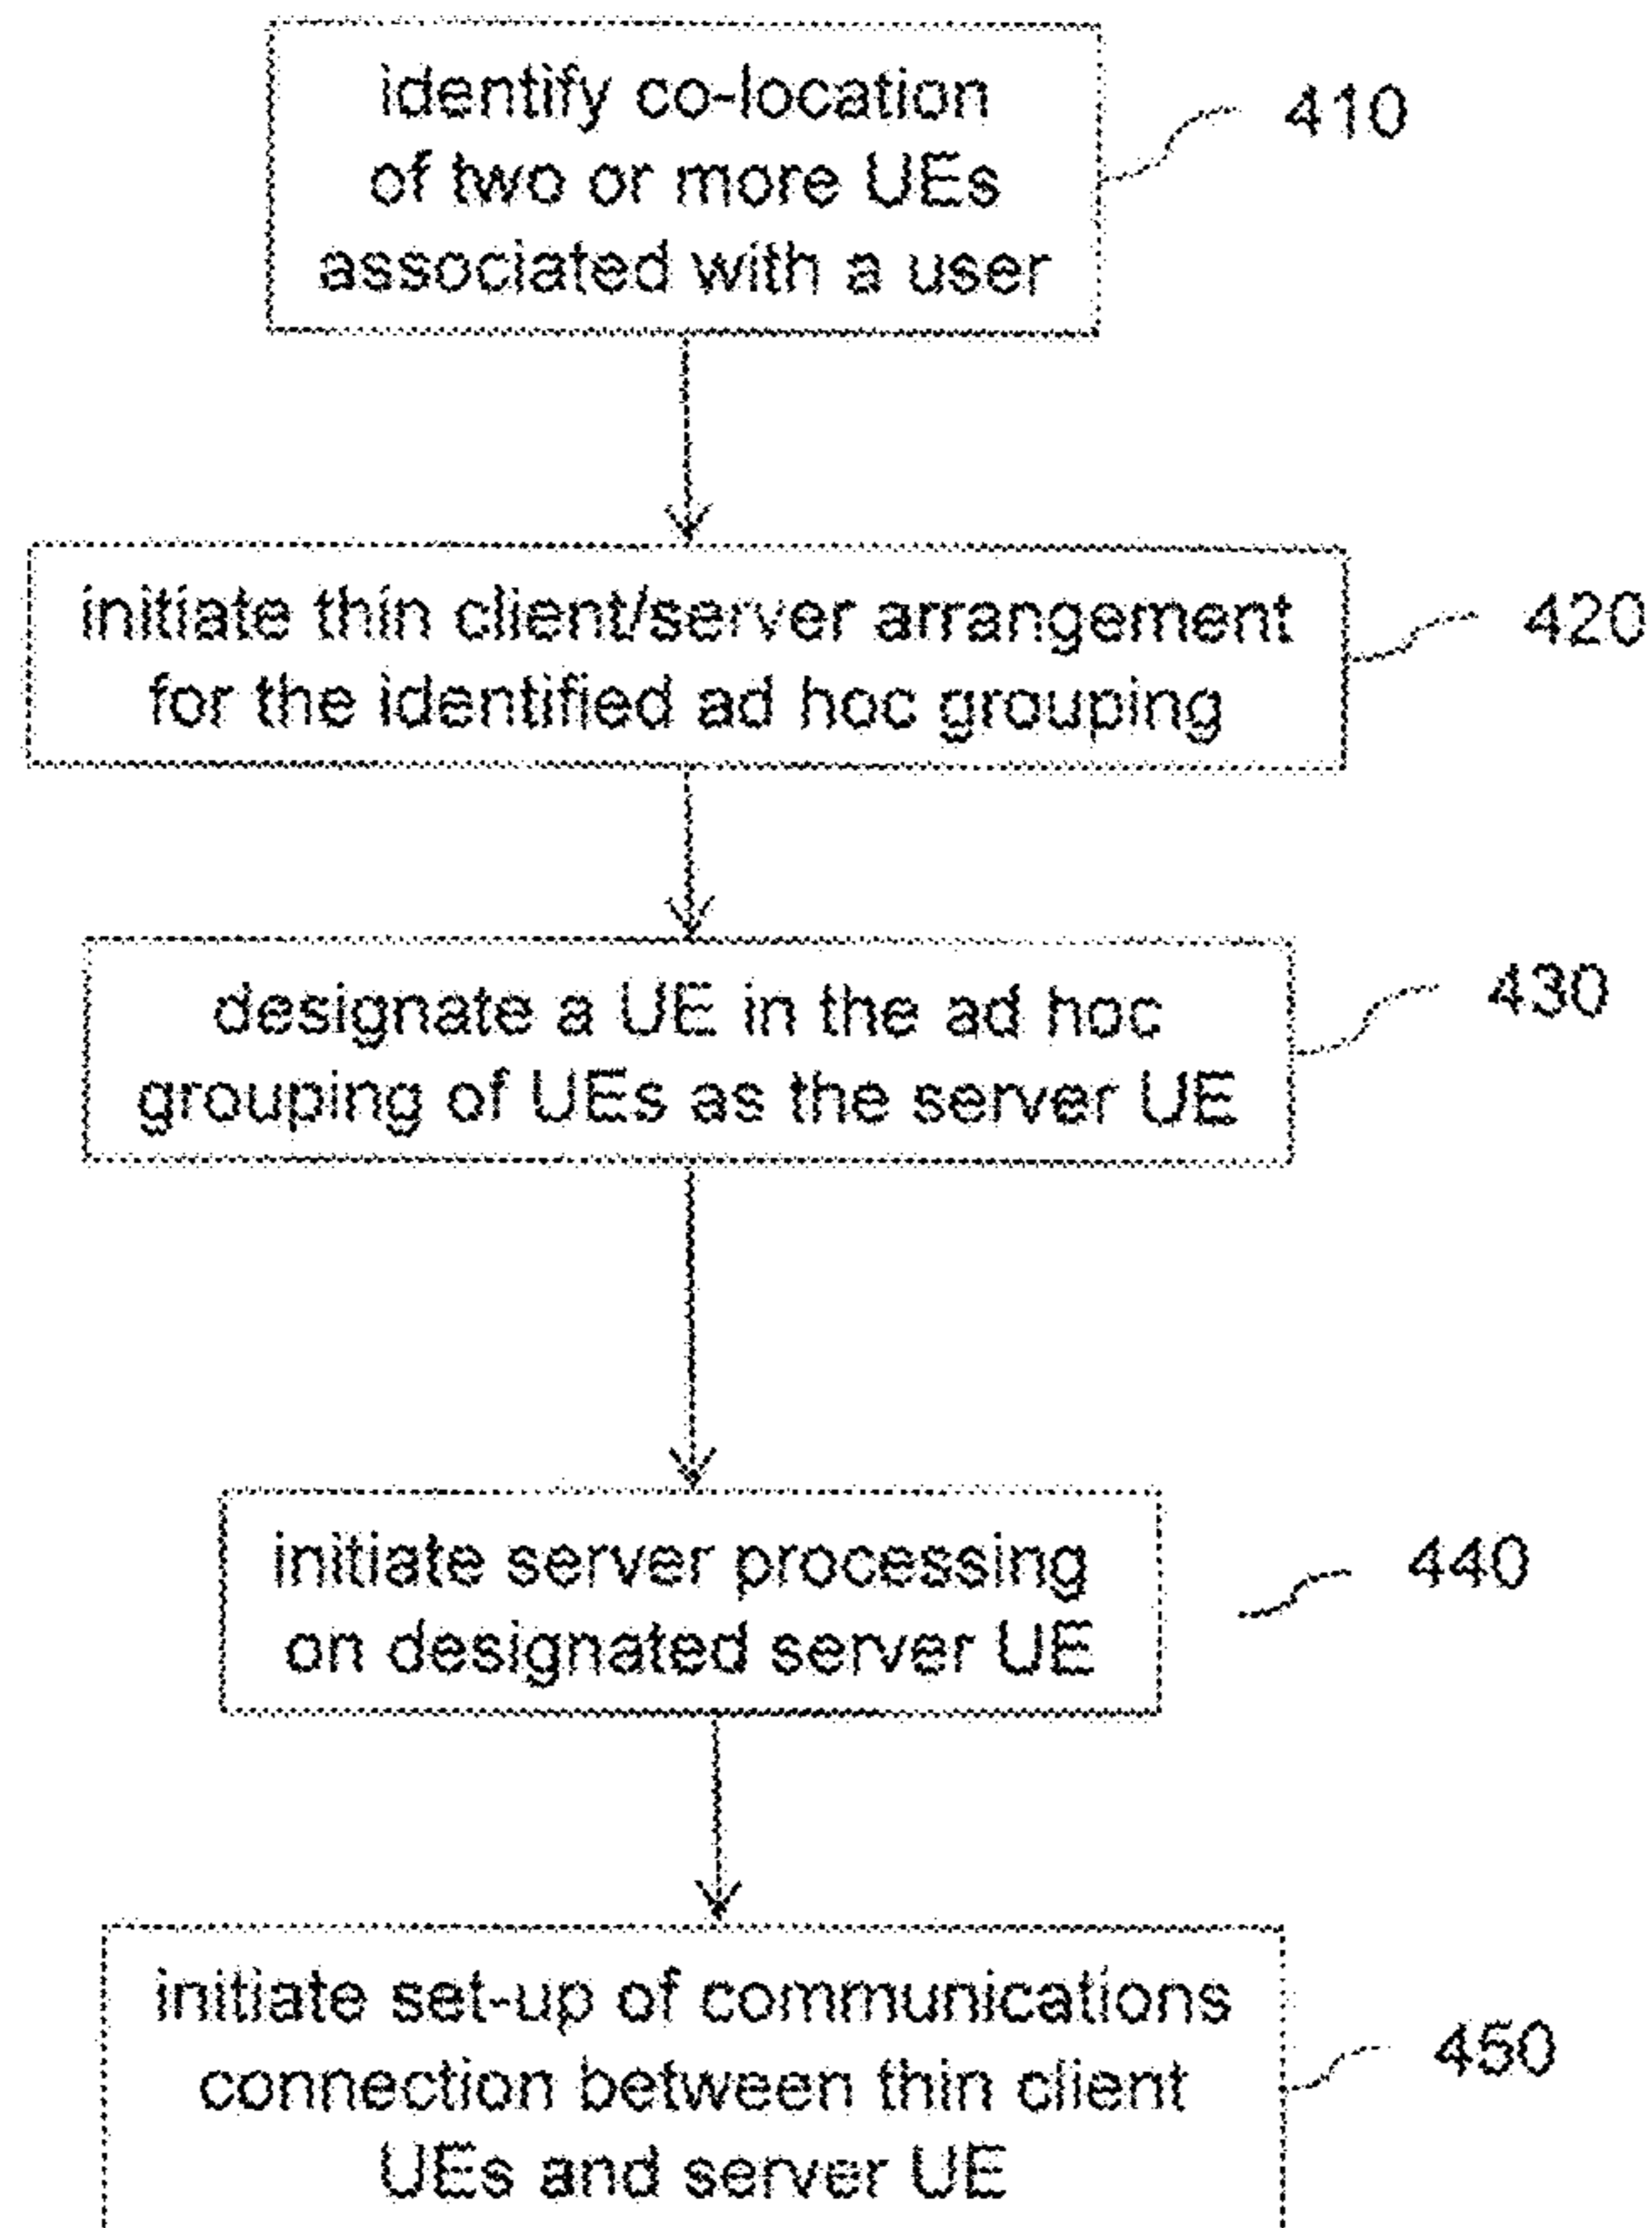 identify co-location
of two or more UEs
associated with a user
410
initiate thin client/server arrangement
for the identified ad hoc grouping
420
designate a UE in the ad hoc
grouping of UEs as the server UE
430
initiate server processing
on designated server UE
440
initiate set-up of communications
connection between thin client
UEs and server UE
450